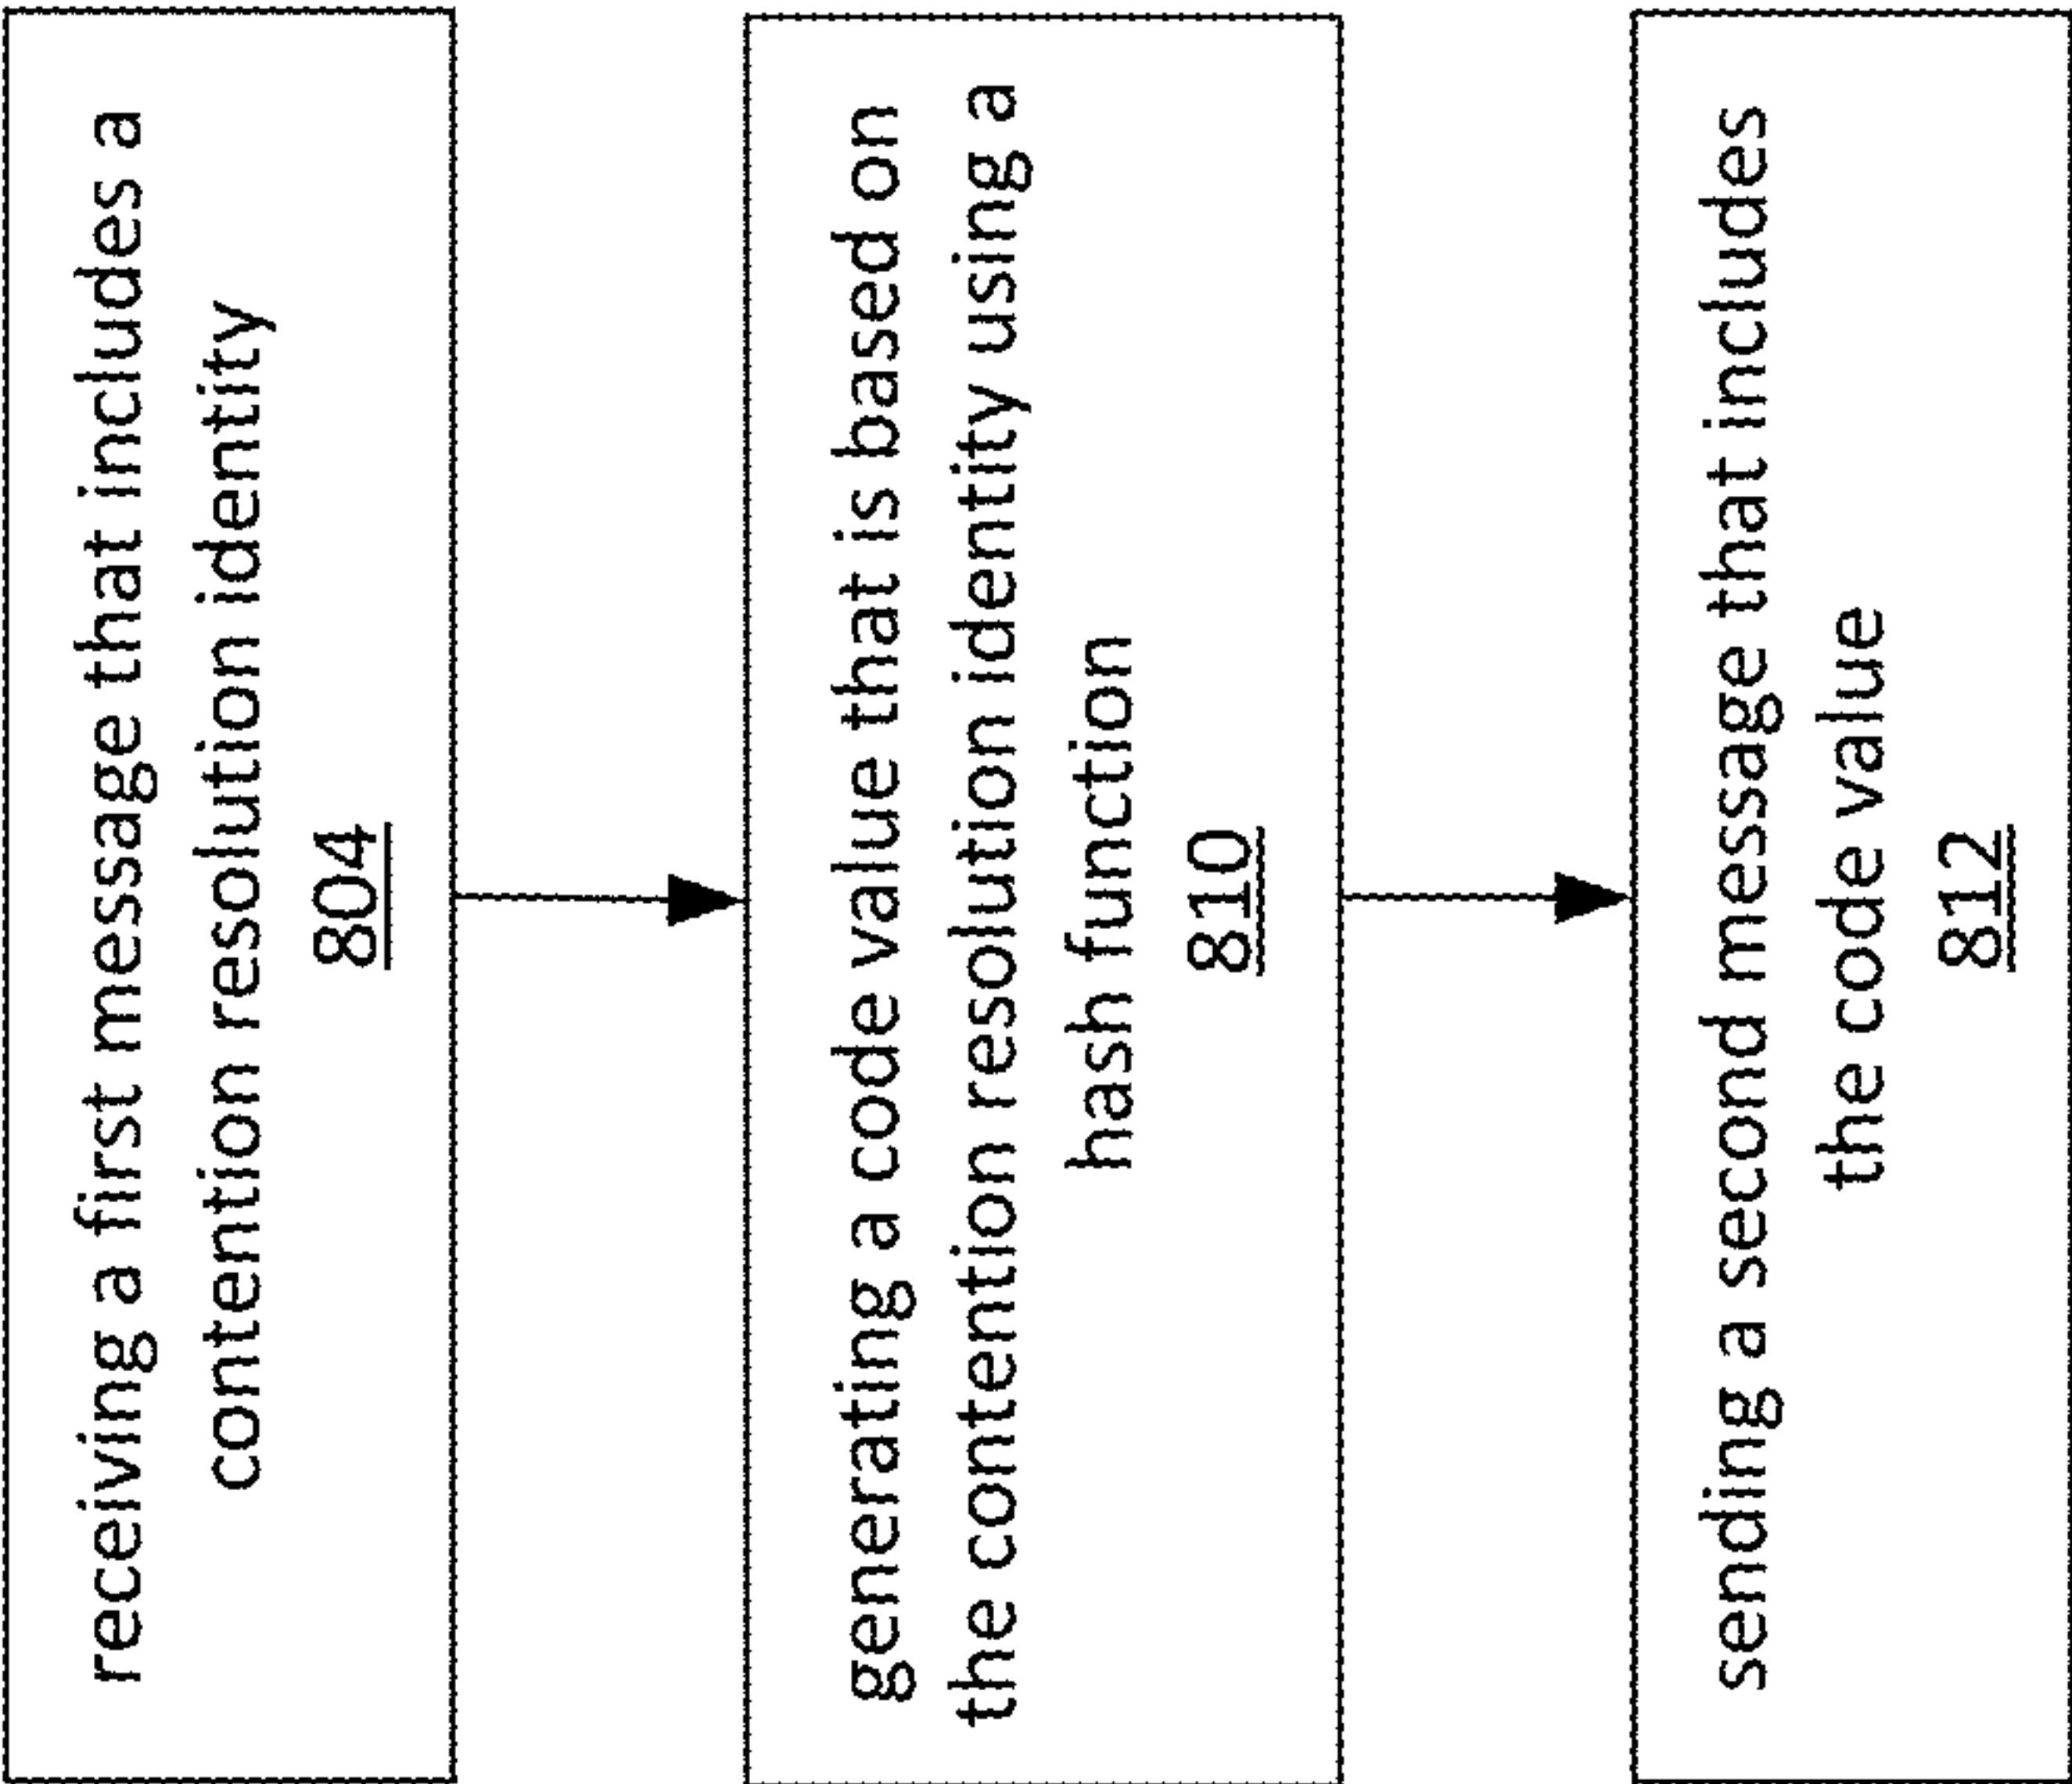 receiving a first message that includes a
contention resolution identity
804
generating a code value that is based on
the contention resolution identity using a
hash function
810
sending a second message that includes
the code value
812